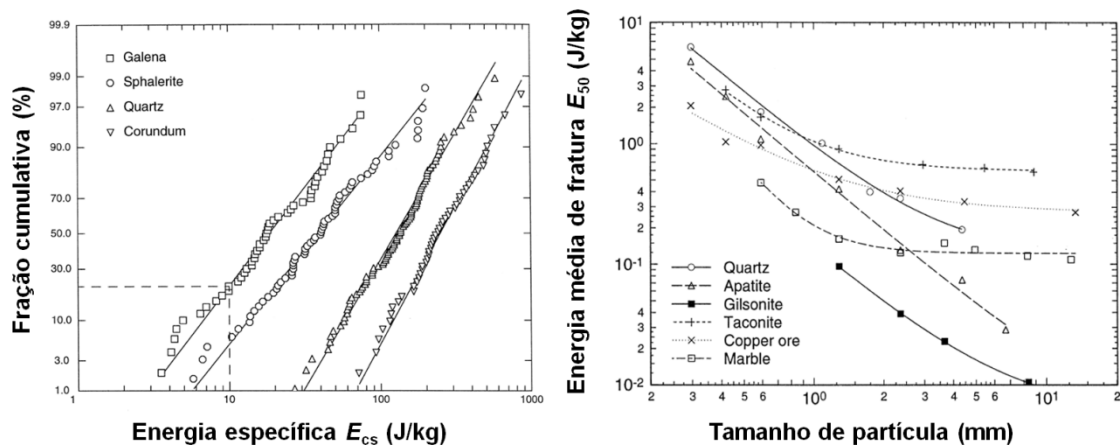 99.9
99.0
97.0
90.0
70.0
50.0
30.0
10.0
3.0
1.0
Fração cumulativa (%)
Galena
Sphalerite
Quartz
Corundum
1 10 100 1000
Energia específica Ecs (J/kg)
Energia média de fratura E50 (J/kg)
10¹
6
4
3
2
10⁰
6
4
3
2
10⁻¹
6
4
3
2
10⁻²
Quartz
Apatite
Gilsonite
Taconite
Copper ore
Marble
2 3 4 5 6 10⁰ 2 3 4 5 6 10¹ 2
Tamanho de partícula (mm)